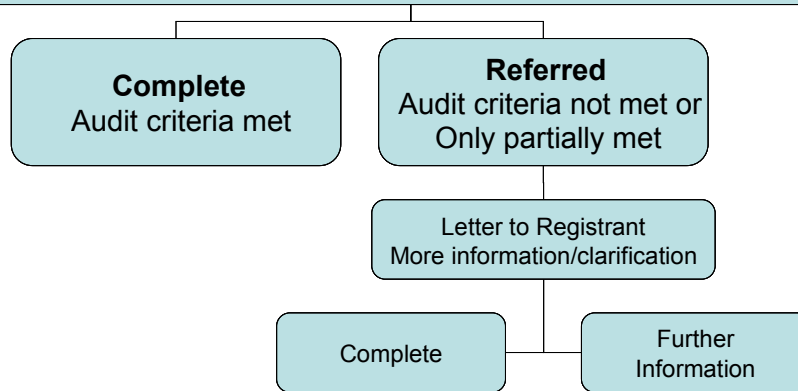 Complete
Audit criteria met
Referred
Audit criteria not met or
Only partially met
Letter to Registrant
More information/clarification
Complete
Further
Information